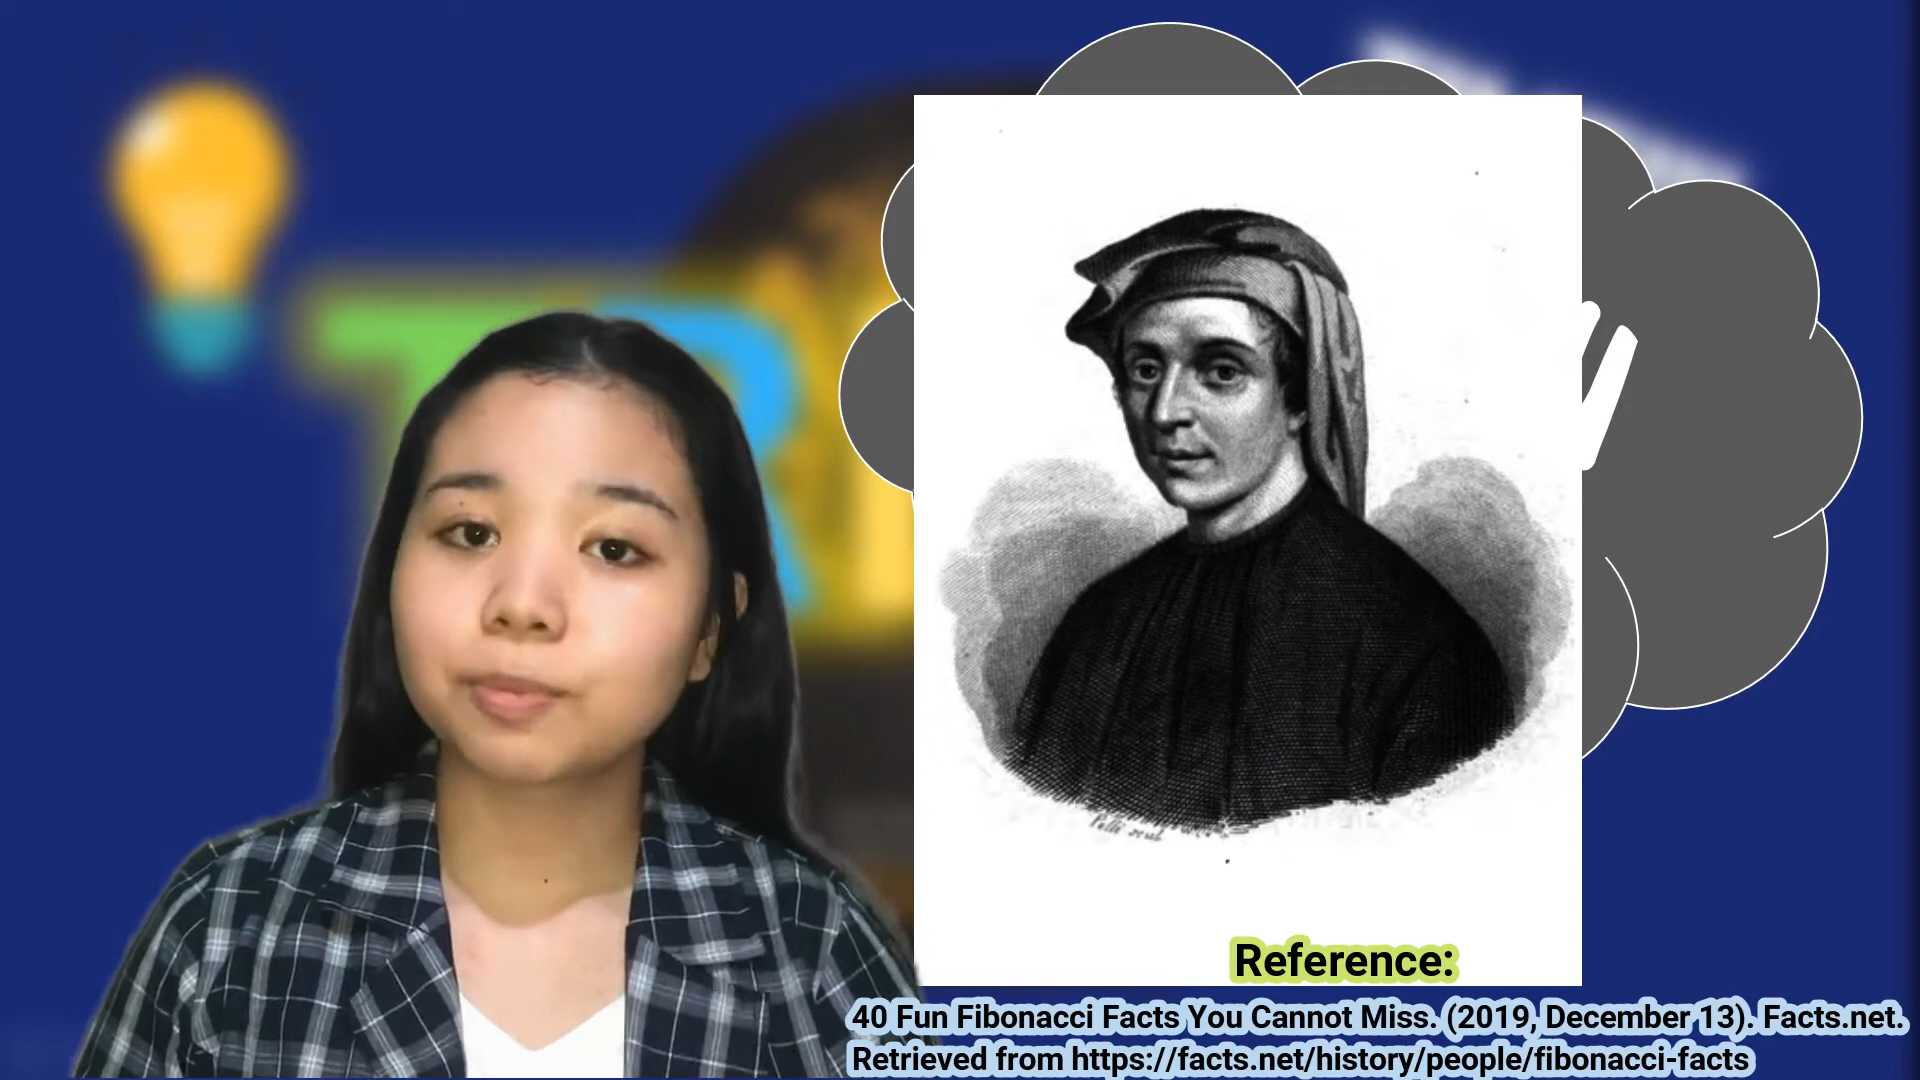 TRI
Reference:
40 Fun Fibonacci Facts You Cannot Miss. (2019, December 13). Facts.net.
Retrieved from https://facts.net/history/people/fibonacci-facts